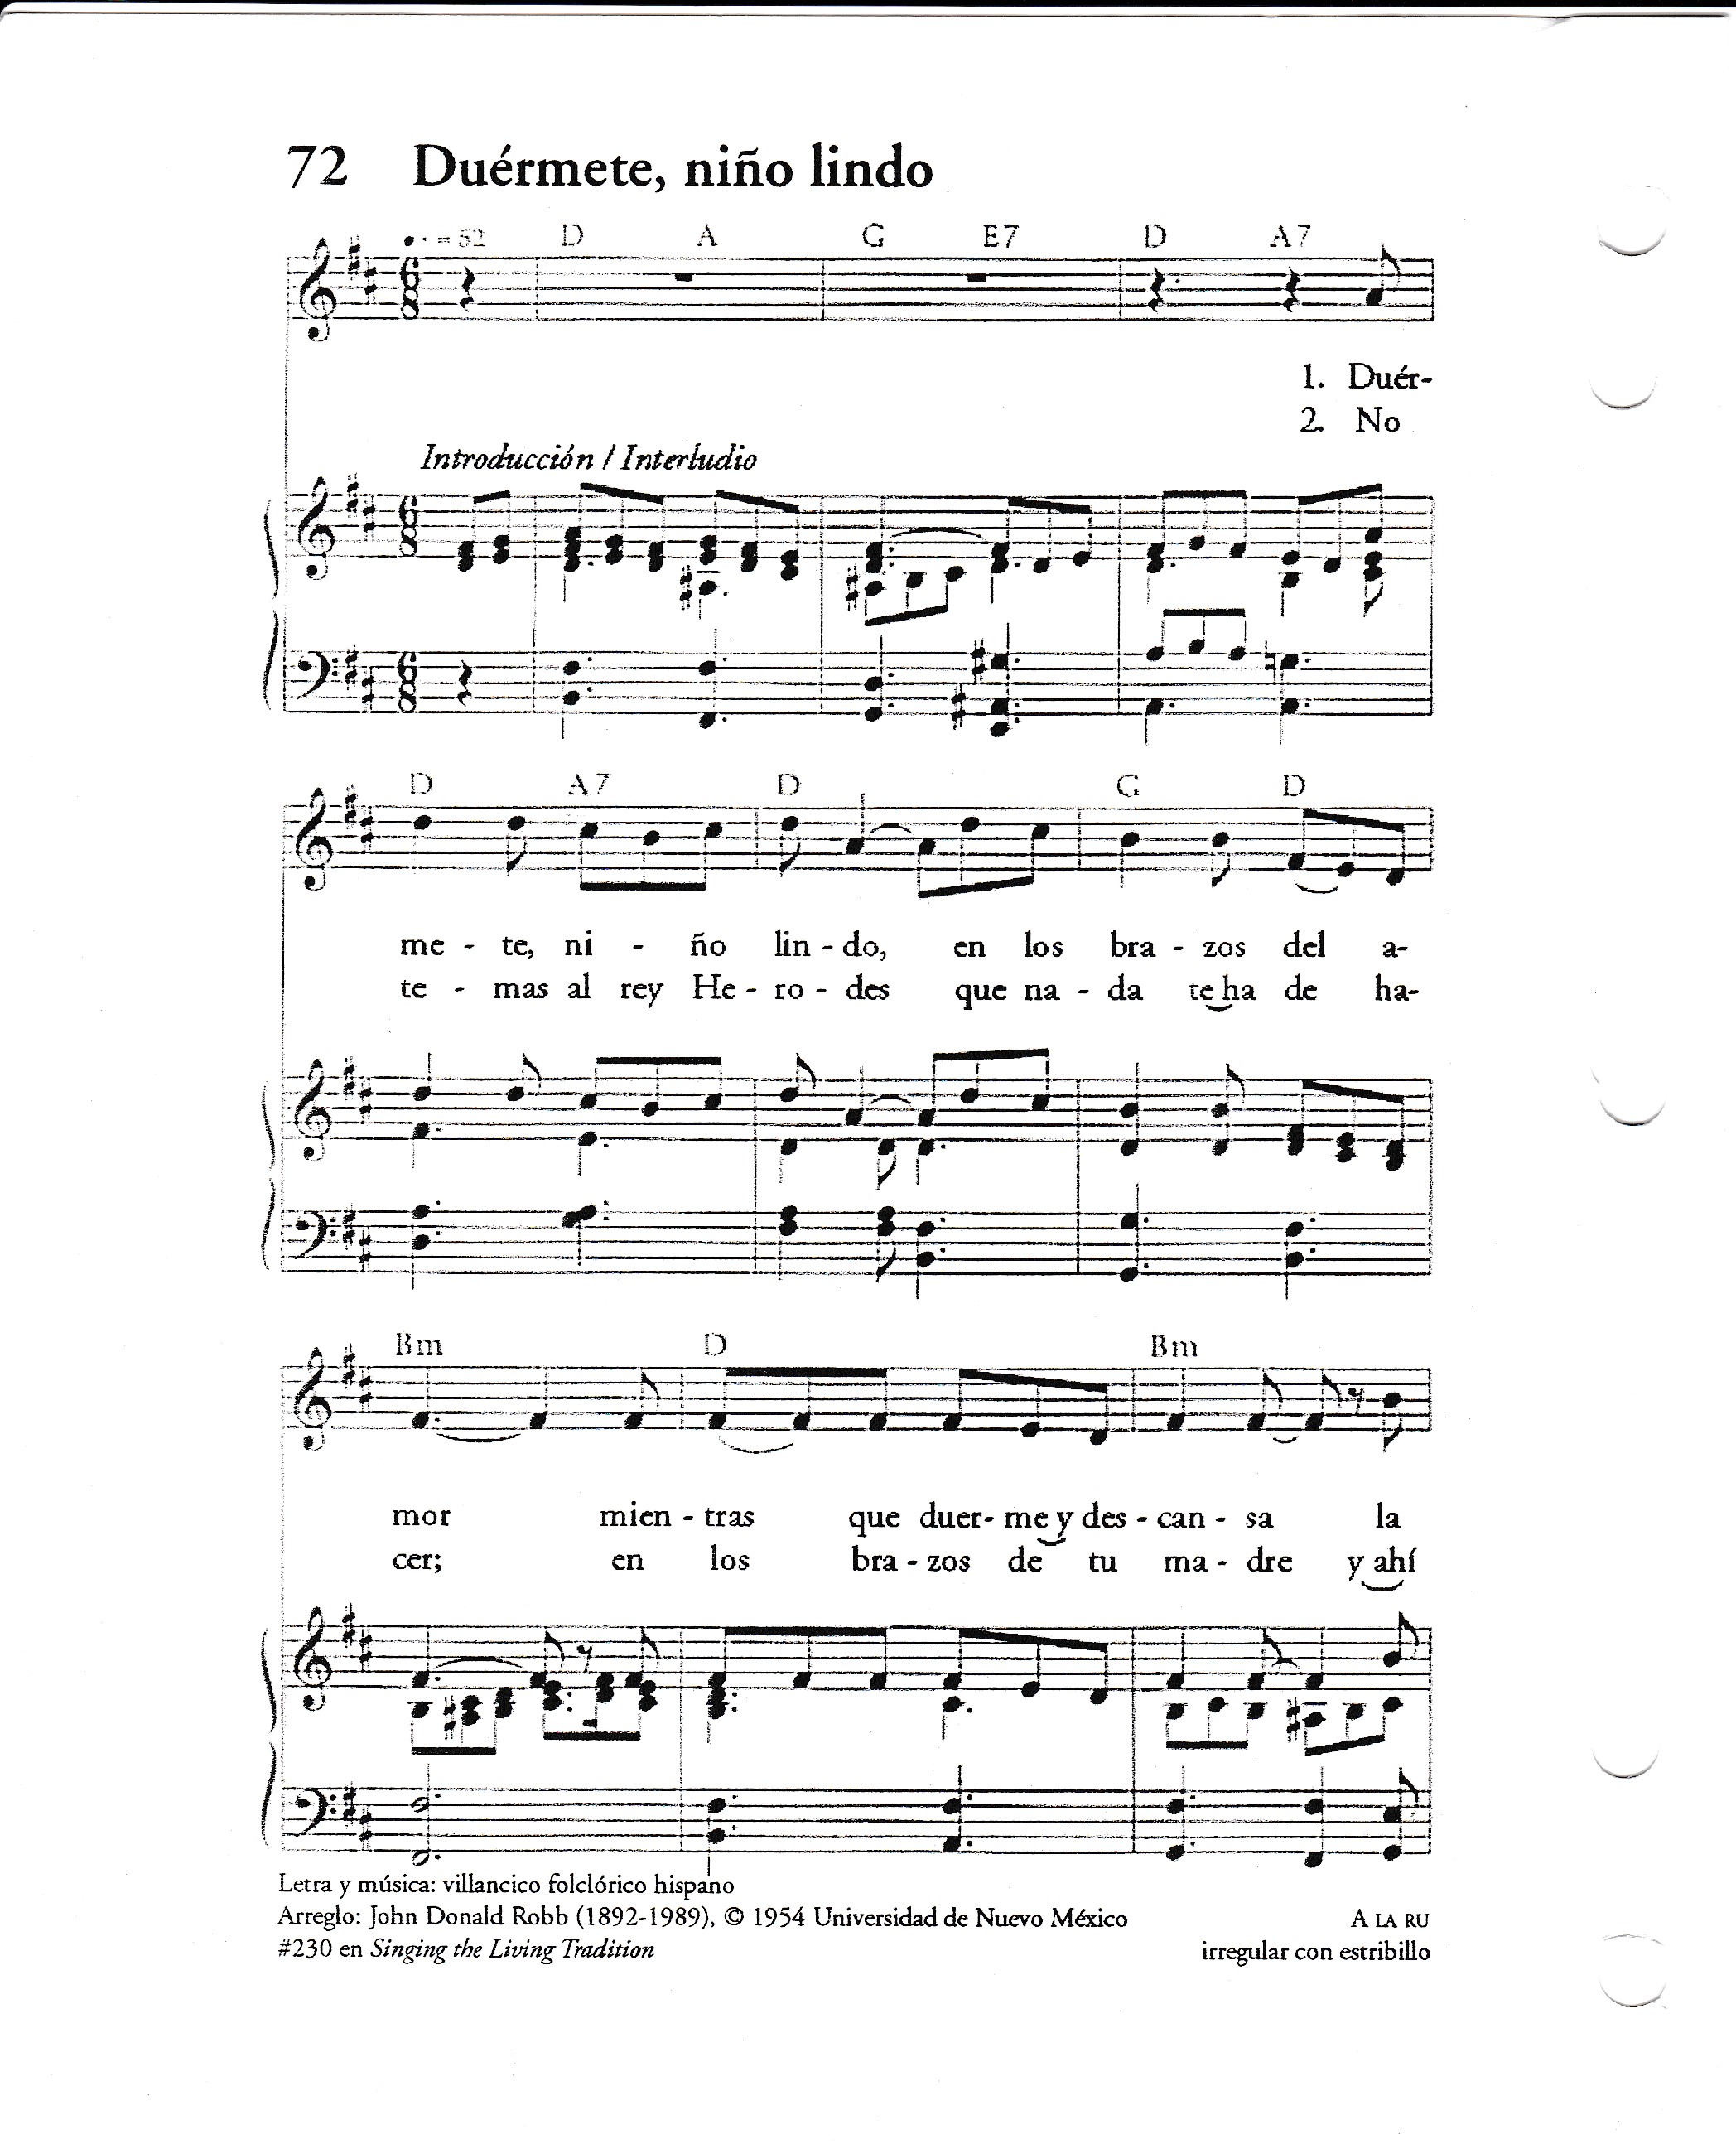 72 Duérmete, niño lindo
= 52 D A G E7 D A7
1. Duér-
2. No
Introducción / Interludio
D A7 D G D
me - te, ni - ño lin - do, en los bra - zos del a-
te - mas al rey He - ro - des que na - da te ha de ha-
Bm D Bm
mor mien - tras que duer- me y des - can - sa la
cer; en los bra - zos de tu ma - dre y ahí
Letra y música: villancico folclórico hispano
Arreglo: John Donald Robb (1892-1989), © 1954 Universidad de Nuevo México A LA RU
#230 en Singing the Living Tradition irregular con estribillo